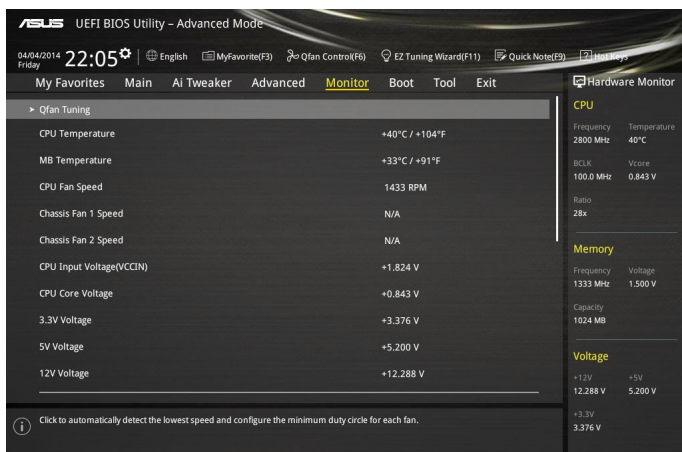 ASUS UEFI BIOS Utility – Advanced Mode
04/04/2014
Friday
22:05
English MyFavorite(F3) Qfan Control(F6) EZ Tuning Wizard(F11) Quick Note(F9) ? Hot Keys
My Favorites Main Ai Tweaker Advanced Monitor Boot Tool Exit
> Qfan Tuning
CPU Temperature +40°C / +104°F
MB Temperature +33°C / +91°F
CPU Fan Speed 1433 RPM
Chassis Fan 1 Speed N/A
Chassis Fan 2 Speed N/A
CPU Input Voltage(VCCIN) +1.824 V
CPU Core Voltage +0.843 V
3.3V Voltage +3.376 V
5V Voltage +5.200 V
12V Voltage +12.288 V
i Click to automatically detect the lowest speed and configure the minimum duty circle for each fan.
Hardware Monitor
CPU
Frequency Temperature
2800 MHz 40°C
BCLK Vcore
100.0 MHz 0.843 V
Ratio
28x
Memory
Frequency Voltage
1333 MHz 1.500 V
Capacity
1024 MB
Voltage
+12V +5V
12.288 V 5.200 V
+3.3V
3.376 V